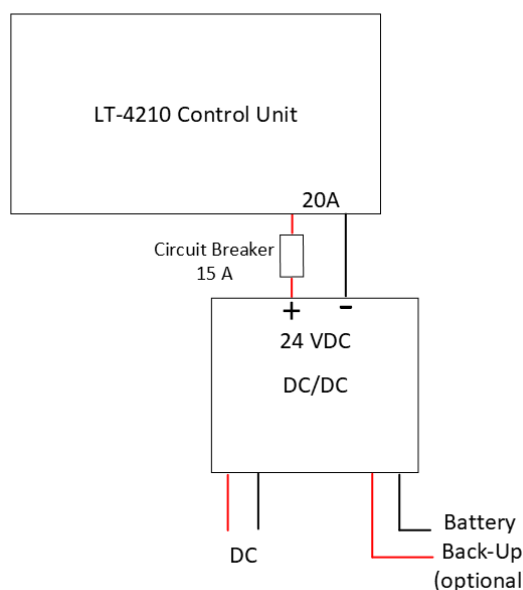 LT-4210 Control Unit
20A
Circuit Breaker
15 A
+ -
24 VDC
DC/DC
DC
Battery
Back-Up
(optional